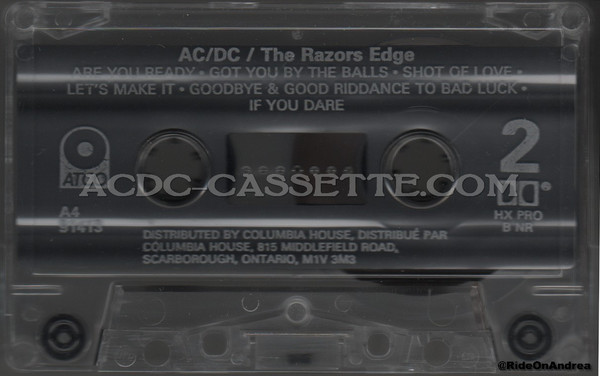 AC/DC / The Razors Edge
ARE YOU READY • GOT YOU BY THE BALLS • SHOT OF LOVE •
LET'S MAKE IT • GOODBYE & GOOD RIDDANCE TO BAD LUCK •
IF YOU DARE
2
ATCO
ACDC-CASSETTE.COM
A4
91413
HX PRO
B NR
DISTRIBUTED BY COLUMBIA HOUSE, DISTRIBUÉ PAR
COLUMBIA HOUSE, 815 MIDDLEFIELD ROAD,
SCARBOROUGH, ONTARIO, M1V 3M3
@RideOnAndrea